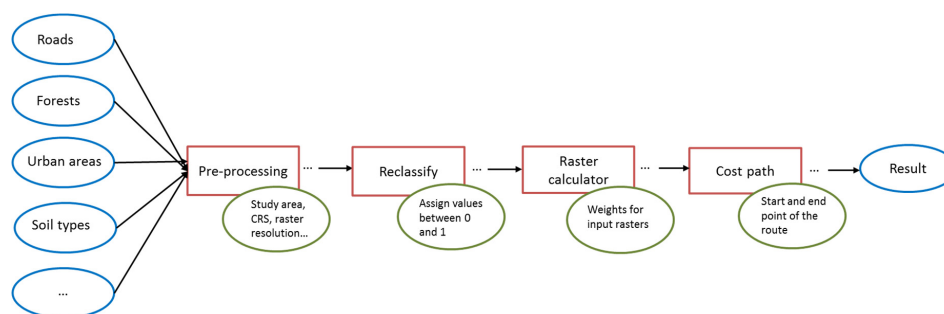 Roads
Forests
Urban areas
Soil types
...
Pre-processing
...
Study area,
CRS, raster
resolution...
Reclassify
...
Assign values
between 0
and 1
Raster
calculator
...
Weights for
input rasters
Cost path
...
Start and end
point of the
route
Result